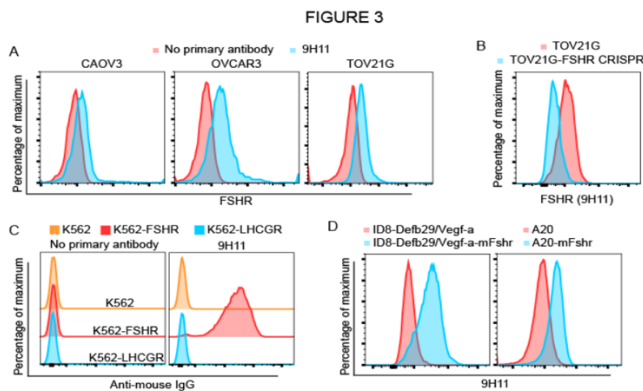 FIGURE 3
A
No primary antibody 9H11
CAOV3 OVCAR3 TOV21G
Percentage of maximum
FSHR
B
TOV21G
TOV21G-FSHR CRISPR
Percentage of maximum
FSHR (9H11)
C
K562 K562-FSHR K562-LHCGR
No primary antibody 9H11
Percentage of maximum
K562
K562-FSHR
K562-LHCGR
Anti-mouse IgG
D
ID8-Defb29/Vegf-a A20
ID8-Defb29/Vegf-a-mFshr A20-mFshr
Percentage of maximum
9H11